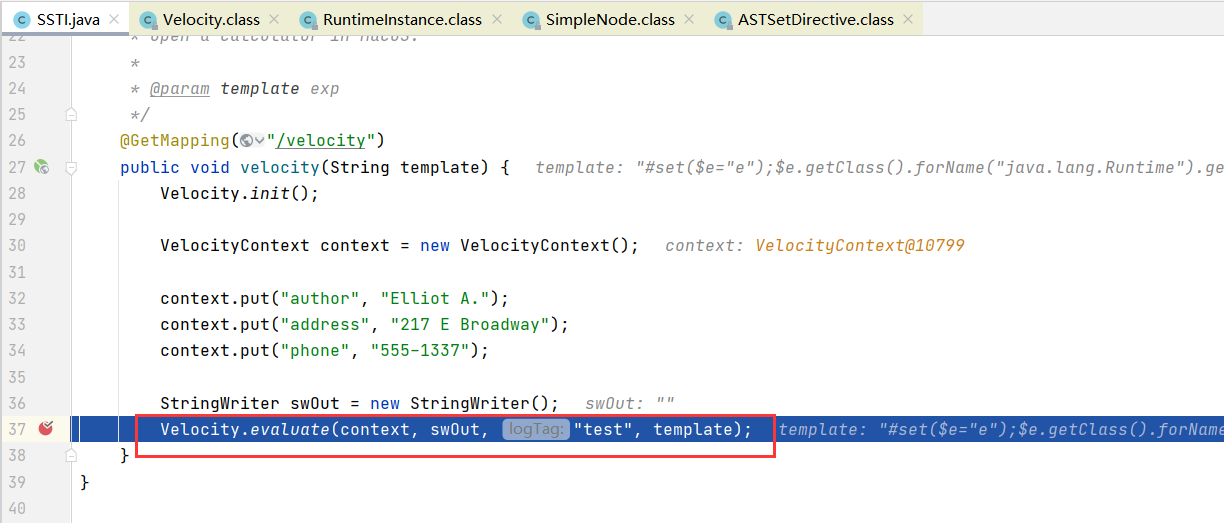 SSTI.java Velocity.class RuntimeInstance.class SimpleNode.class ASTSetDirective.class
22 * open a calculator in macOS.
23 *
24 * @param template exp
25 */
26 @GetMapping("/velocity")
27 public void velocity(String template) { template: "#set($e="e");$e.getClass().forName("java.lang.Runtime").ge
28 Velocity.init();
29
30 VelocityContext context = new VelocityContext(); context: VelocityContext@10799
31
32 context.put("author", "Elliot A.");
33 context.put("address", "217 E Broadway");
34 context.put("phone", "555-1337");
35
36 StringWriter swOut = new StringWriter(); swOut: ""
37 Velocity.evaluate(context, swOut, logTag: "test", template); template: "#set($e="e");$e.getClass().forName
38 }
39 }
40